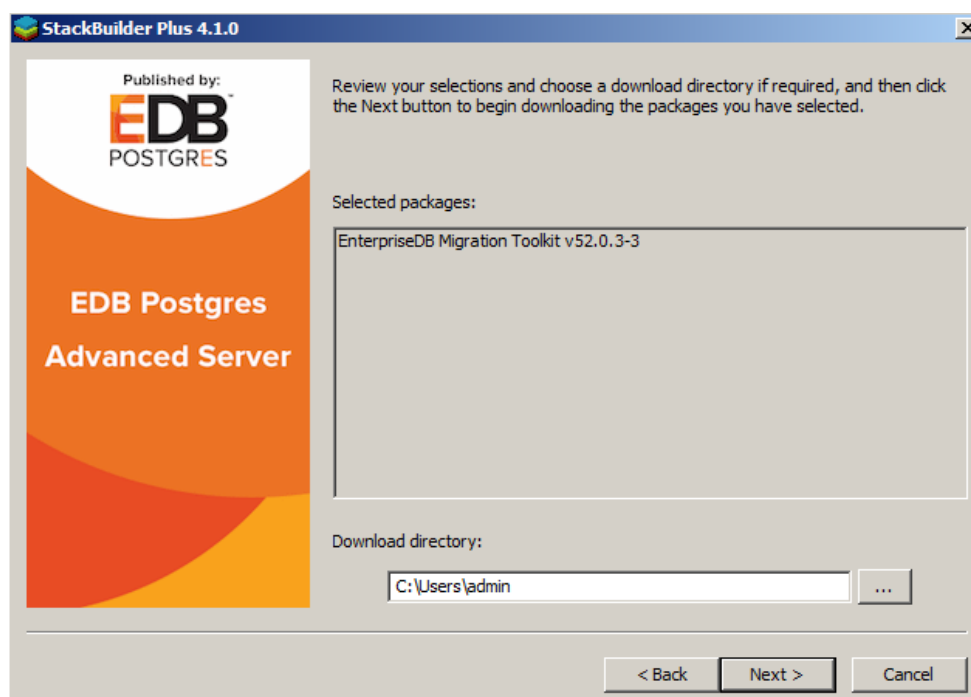 StackBuilder Plus 4.1.0
Published by:
EDB™
POSTGRES
EDB Postgres
Advanced Server
Review your selections and choose a download directory if required, and then click
the Next button to begin downloading the packages you have selected.
Selected packages:
EnterpriseDB Migration Toolkit v52.0.3-3
Download directory:
C:\Users\admin
...
< Back
Next >
Cancel